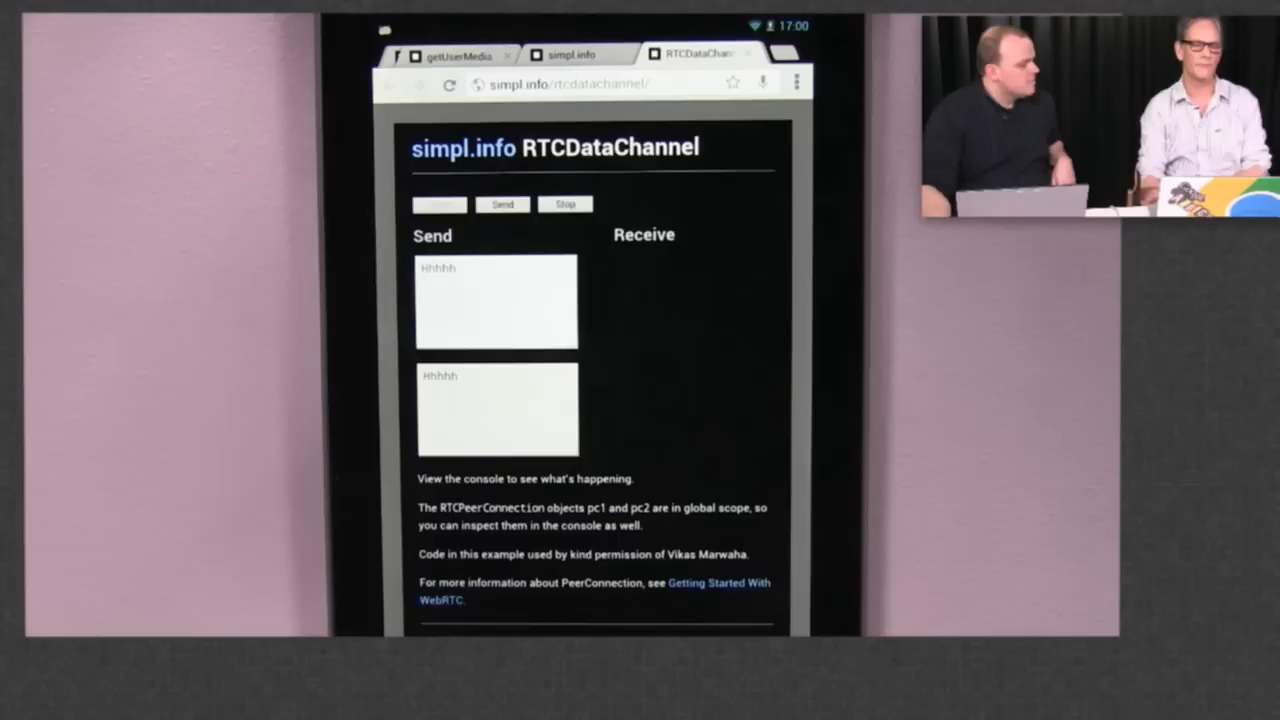 17:00
getUserMedia
simpl.info
RTCDataChan
simpl.info/rtcdatachannel/
simpl.info RTCDataChannel
Send
Stop
Send
Receive
Hhhhh
Hhhhh
View the console to see what's happening.
The RTCPeerConnection objects pc1 and pc2 are in global scope, so
you can inspect them in the console as well.
Code in this example used by kind permission of Vikas Marwaha.
For more information about PeerConnection, see Getting Started With
WebRTC.